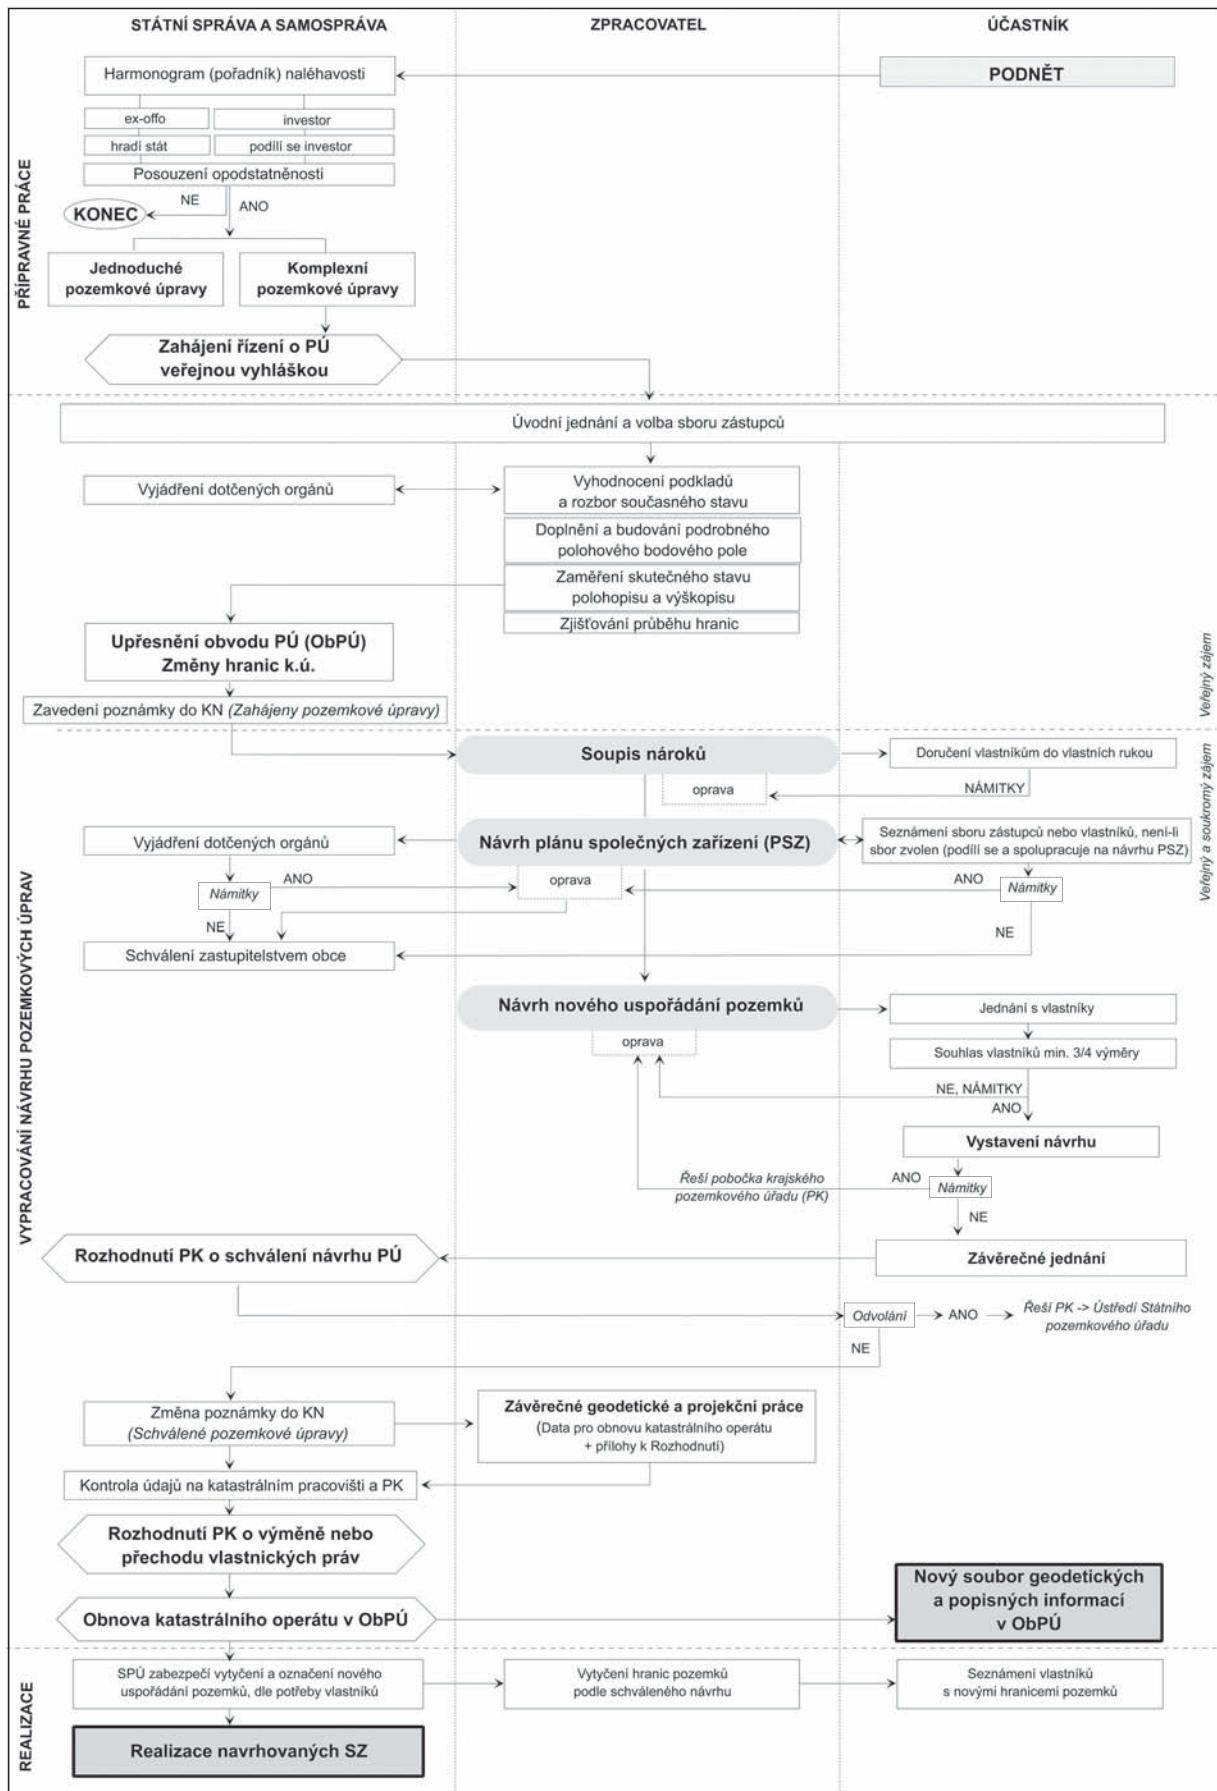 STÁTNÍ SPRÁVA A SAMOSPRÁVA
ZPRACOVATEL
ÚČASTNÍK
PŘÍPRAVNÉ PRÁCE
Harmonogram (pořadník) naléhavosti
PODNĚT
ex-offo
investor
hradí stát
podílí se investor
Posouzení opodstatněnosti
NE
ANO
KONEC
Jednoduché
pozemkové úpravy
Komplexní
pozemkové úpravy
Zahájení řízení o PÚ
veřejnou vyhláškou
VYPRACOVÁNÍ NÁVRHU POZEMKOVÝCH ÚPRAV
Úvodní jednání a volba sboru zástupců
Vyjádření dotčených orgánů
Vyhodnocení podkladů
a rozbor současného stavu
Doplnění a budování podrobného
polohového bodového pole
Zaměření skutečného stavu
polohopisu a výškopisu
Zjišťování průběhu hranic
Upřesnění obvodu PÚ (ObPÚ)
Změny hranic k.ú.
Veřejný zájem
Zavedení poznámky do KN (Zahájeny pozemkové úpravy)
Soupis nároků
Doručení vlastníkům do vlastních rukou
oprava
NÁMITKY
Veřejný a soukromý zájem
Vyjádření dotčených orgánů
Návrh plánu společných zařízení (PSZ)
Seznámení sboru zástupců nebo vlastníků, není-li
sbor zvolen (podílí se a spolupracuje na návrhu PSZ)
Námitky
ANO
oprava
ANO
Námitky
NE
NE
Schválení zastupitelstvem obce
Návrh nového uspořádání pozemků
Jednání s vlastníky
oprava
Souhlas vlastníků min. 3/4 výměry
NE, NÁMITKY
ANO
Vystavení návrhu
Řeší pobočka krajského
pozemkového úřadu (PK)
ANO
Námitky
NE
Rozhodnutí PK o schválení návrhu PÚ
Závěrečné jednání
Odvolání
ANO
Řeší PK -> Ústředí Státního
pozemkového úřadu
NE
Změna poznámky do KN
(Schválené pozemkové úpravy)
Závěrečné geodetické a projekční práce
(Data pro obnovu katastrálního operátu
+ přílohy k Rozhodnutí)
Kontrola údajů na katastrálním pracovišti a PK
Rozhodnutí PK o výměně nebo
přechodu vlastnických práv
Obnova katastrálního operátu v ObPÚ
Nový soubor geodetických
a popisných informací
v ObPÚ
REALIZACE
SPÚ zabezpečí vytyčení a označení nového
uspořádání pozemků, dle potřeby vlastníků
Vytyčení hranic pozemků
podle schváleného návrhu
Seznámení vlastníků
s novými hranicemi pozemků
Realizace navrhovaných SZ